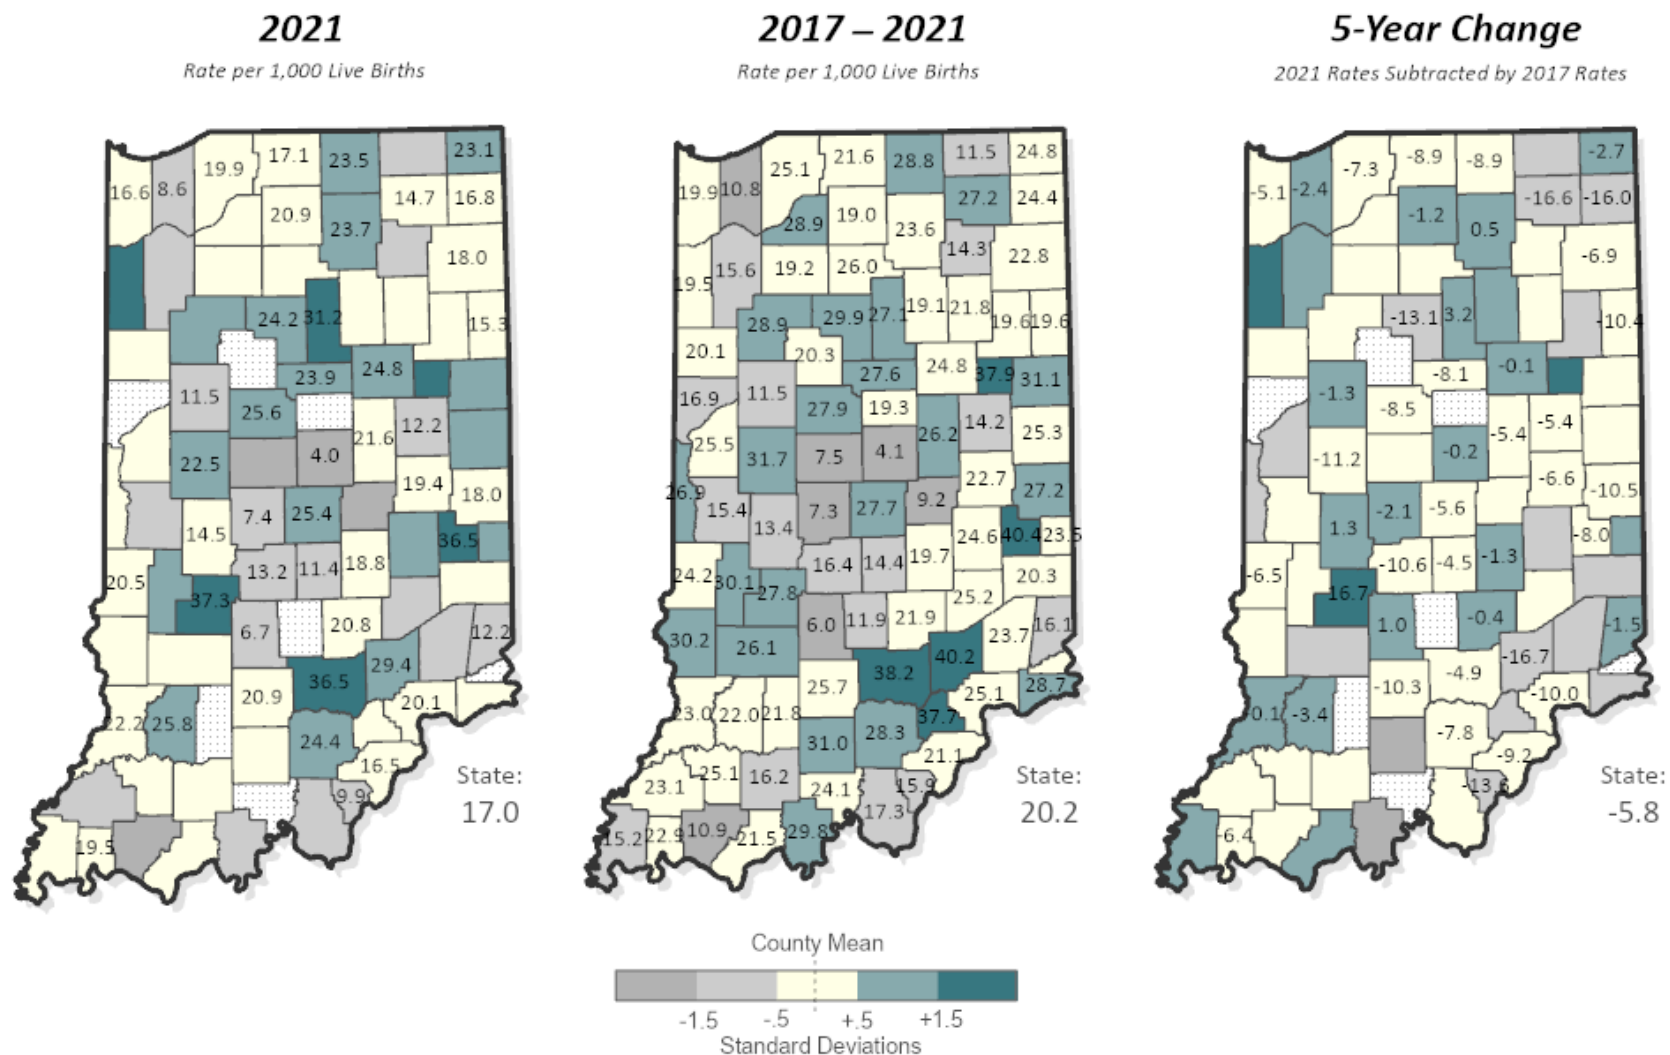 2021
Rate per 1,000 Live Births
16.6 8.6 19.9 17.1 23.5 23.1
20.9 14.7 16.8
23.7
18.0
24.2 31.2 15.3
23.9 24.8
11.5 25.6
21.6 12.2
22.5 4.0
19.4 18.0
7.4 25.4
14.5 36.5
13.2 11.4 18.8
20.5 37.3
6.7 20.8 12.2
36.5 29.4
20.9 20.1
22.2 25.8 24.4
16.5
9.9
19.5
State:
17.0
2017 – 2021
Rate per 1,000 Live Births
19.9 10.8 25.1 21.6 28.8 11.5 24.8
28.9 19.0 27.2 24.4
23.6 14.3 22.8
19.5 15.6 19.2 26.0
28.9 29.9 27.1 19.1 21.8 19.6 19.6
20.1 20.3 24.8 37.9 31.1
27.6
16.9 11.5 27.9 19.3 14.2
25.5 31.7 26.2 25.3
7.5 4.1
26.9 15.4 22.7 27.2
13.4 7.3 27.7 9.2
24.6 40.4 23.5
16.4 14.4 19.7
24.2 30.1 27.8 25.2 20.3
30.2 26.1 6.0 11.9 21.9 23.7 16.1
38.2 40.2
25.7 25.1 28.7
23.0 22.0 21.8 37.7
31.0 28.3
21.1
23.1 25.1 16.2 24.1 15.9
17.3
15.2 22.9 10.9 21.5 29.8
State:
20.2
5-Year Change
2021 Rates Subtracted by 2017 Rates
-5.1 -2.4 -7.3 -8.9 -8.9 -2.7
-1.2 -16.6 -16.0
0.5
-6.9
-13.1 3.2 -10.4
-8.1 -0.1
-1.3 -8.5
-5.4 -5.4
-11.2 -0.2
-6.6 -10.5
1.3 -2.1 -5.6
-8.0
-10.6 -4.5 -1.3
-6.5 16.7
1.0 -0.4 -1.5
-4.9 -16.7
-10.3 -10.0
-3.4
-7.8
-9.2
-6.4
State:
-5.8
County Mean
-1.5 -.5 +.5 +1.5
Standard Deviations